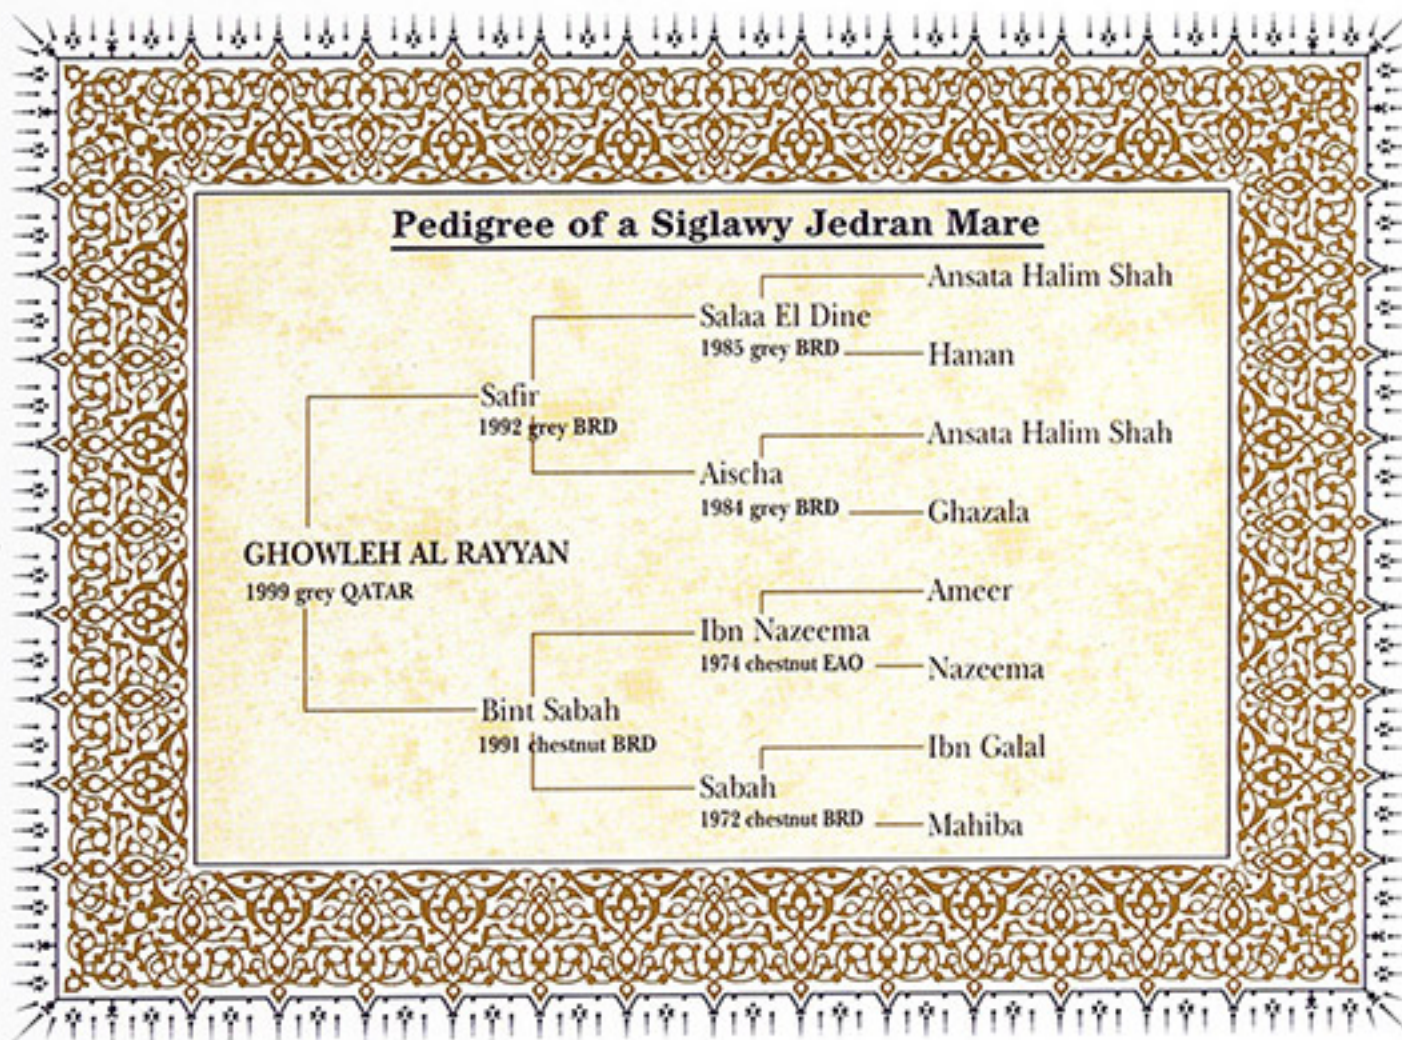 Pedigree of a Siglawy Jedran Mare
Ansata Halim Shah
Salaa El Dine
1985 grey BRD
Hanan
Safir
1992 grey BRD
Ansata Halim Shah
Aischa
1984 grey BRD
Ghazala
GHOWLEH AL RAYYAN
1999 grey QATAR
Ameer
Ibn Nazeema
1974 chestnut EAO
Nazeema
Bint Sabah
1991 chestnut BRD
Ibn Galal
Sabah
1972 chestnut BRD
Mahiba